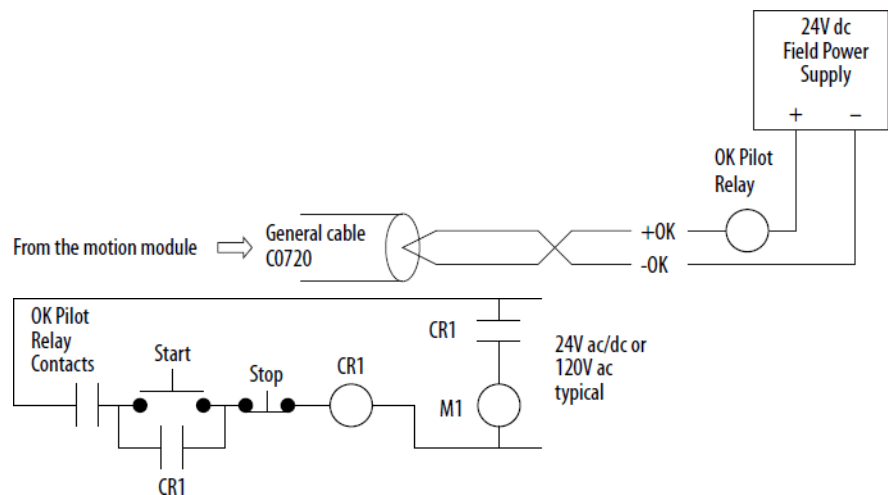 24V dc
Field Power
Supply
+ −
OK Pilot
Relay
From the motion module
General cable
C0720
+OK
-OK
OK Pilot
Relay
Contacts
Start
Stop
CR1
CR1
CR1
M1
24V ac/dc or
120V ac
typical